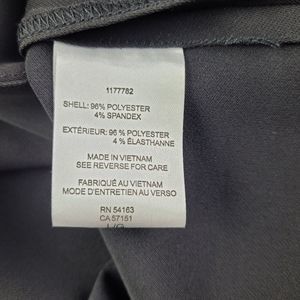 1177782
SHELL: 96% POLYESTER
4% SPANDEX
EXTÉRIEUR: 96 % POLYESTER
4 % ÉLASTHANNE
MADE IN VIETNAM
SEE REVERSE FOR CARE
FABRIQUÉ AU VIETNAM
MODE D'ENTRETIEN AU VERSO
RN 54163
CA 57151